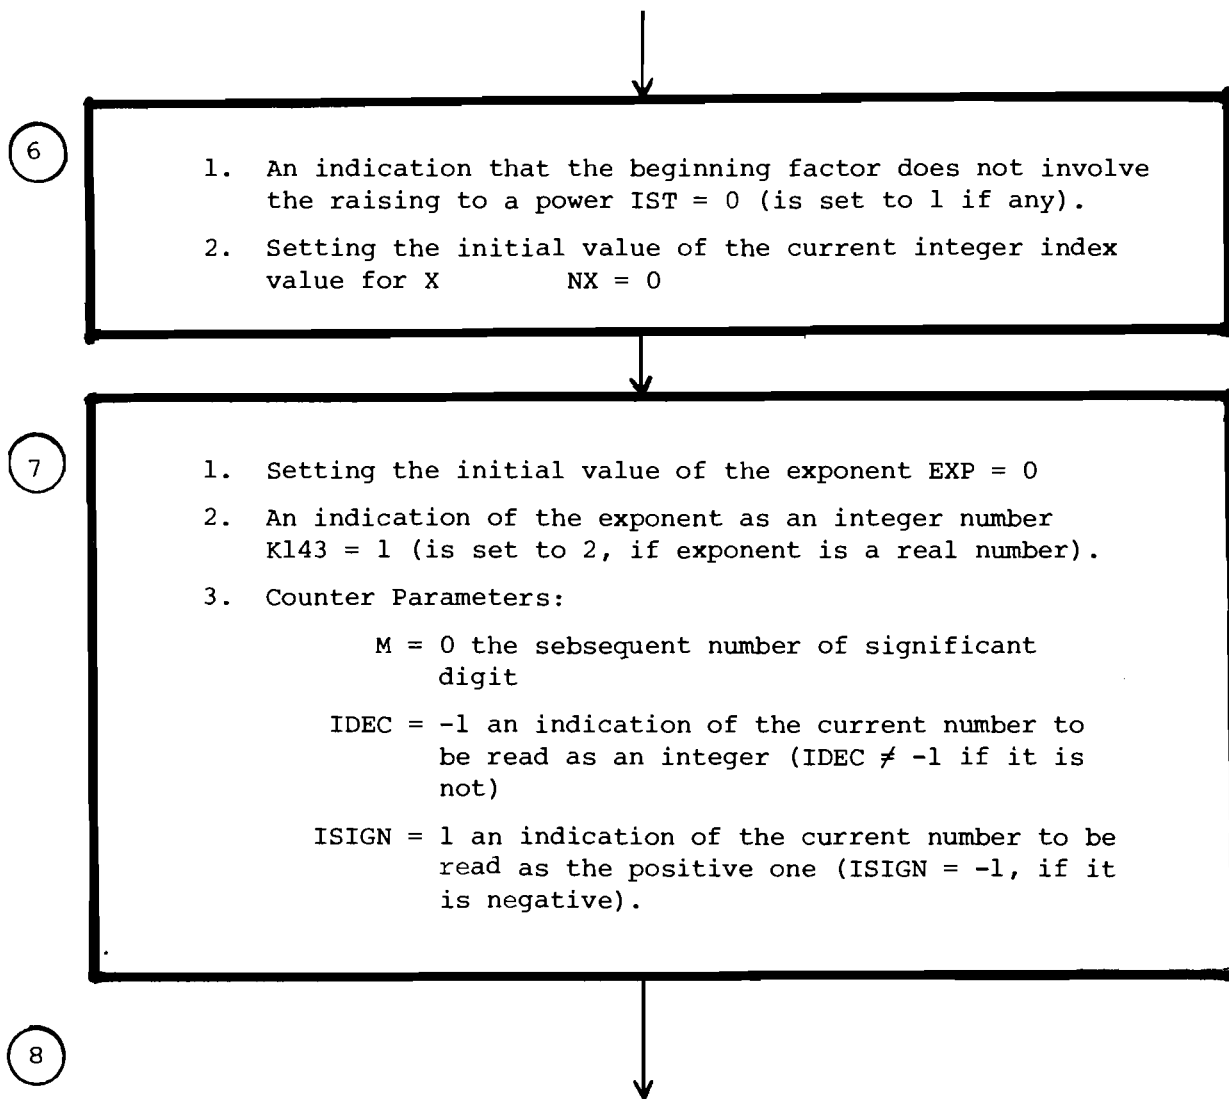 6
1. An indication that the beginning factor does not involve
the raising to a power IST = 0 (is set to 1 if any).
2. Setting the initial value of the current integer index
value for X NX = 0
7
1. Setting the initial value of the exponent EXP = 0
2. An indication of the exponent as an integer number
K143 = 1 (is set to 2, if exponent is a real number).
3. Counter Parameters:
M = 0 the sebsequent number of significant
digit
IDEC = -1 an indication of the current number to
be read as an integer (IDEC ≠ -1 if it is
not)
ISIGN = 1 an indication of the current number to be
read as the positive one (ISIGN = -1, if it
is negative).
8